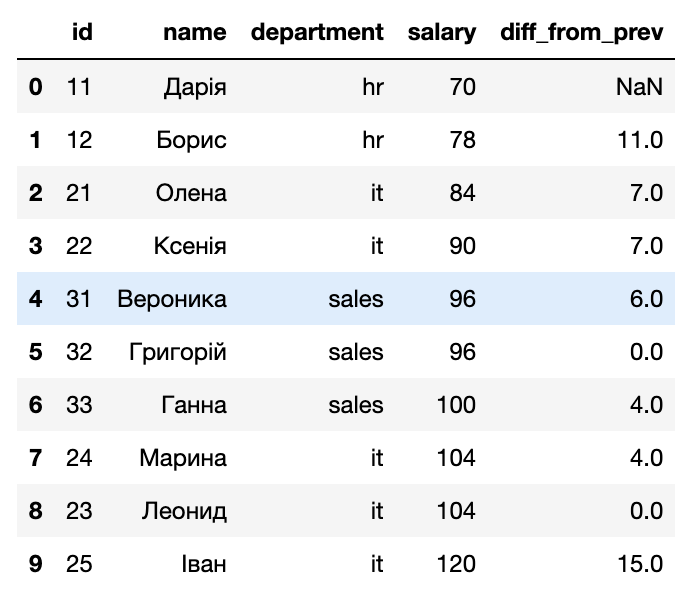 id name department salary diff_from_prev
0 11 Дарія hr 70 NaN
1 12 Борис hr 78 11.0
2 21 Олена it 84 7.0
3 22 Ксенія it 90 7.0
4 31 Вероника sales 96 6.0
5 32 Григорій sales 96 0.0
6 33 Ганна sales 100 4.0
7 24 Марина it 104 4.0
8 23 Леонид it 104 0.0
9 25 Іван it 120 15.0